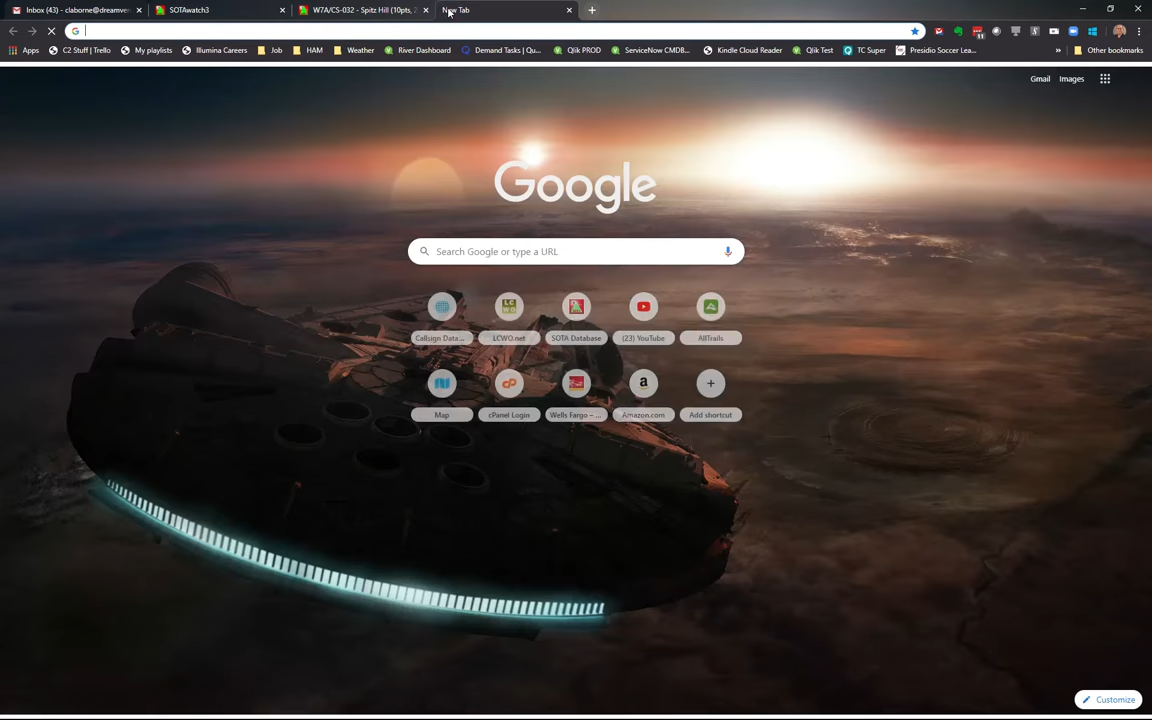 Inbox (43) - claborne@dreamver
SOTAwatch3
W7A/CS-032 - Spitz Hill (10pts, 2
New Tab
Apps
C2 Stuff | Trello
My playlists
Illumina Careers
Job
HAM
Weather
River Dashboard
Demand Tasks | Qu...
Qlik PROD
ServiceNow CMDB...
Kindle Cloud Reader
Qlik Test
TC Super
Presidio Soccer Lea...
»
Other bookmarks
Gmail
Images
Google
Search Google or type a URL
Callsign Data...
LCWO.net
SOTA Database
(23) YouTube
AllTrails
Map
cPanel Login
Wells Fargo – ...
Amazon.com
Add shortcut
Customize